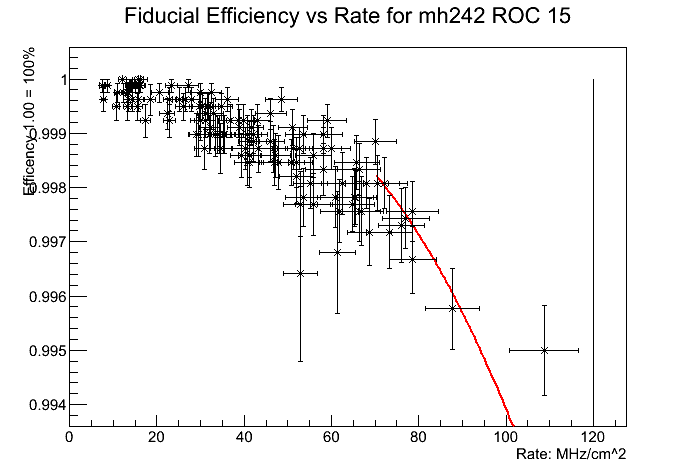 Fiducial Efficiency vs Rate for mh242 ROC 15
Efficency 1.00 = 100%
1
0.999
0.998
0.997
0.996
0.995
0.994
0 20 40 60 80 100 120
Rate: MHz/cm^2